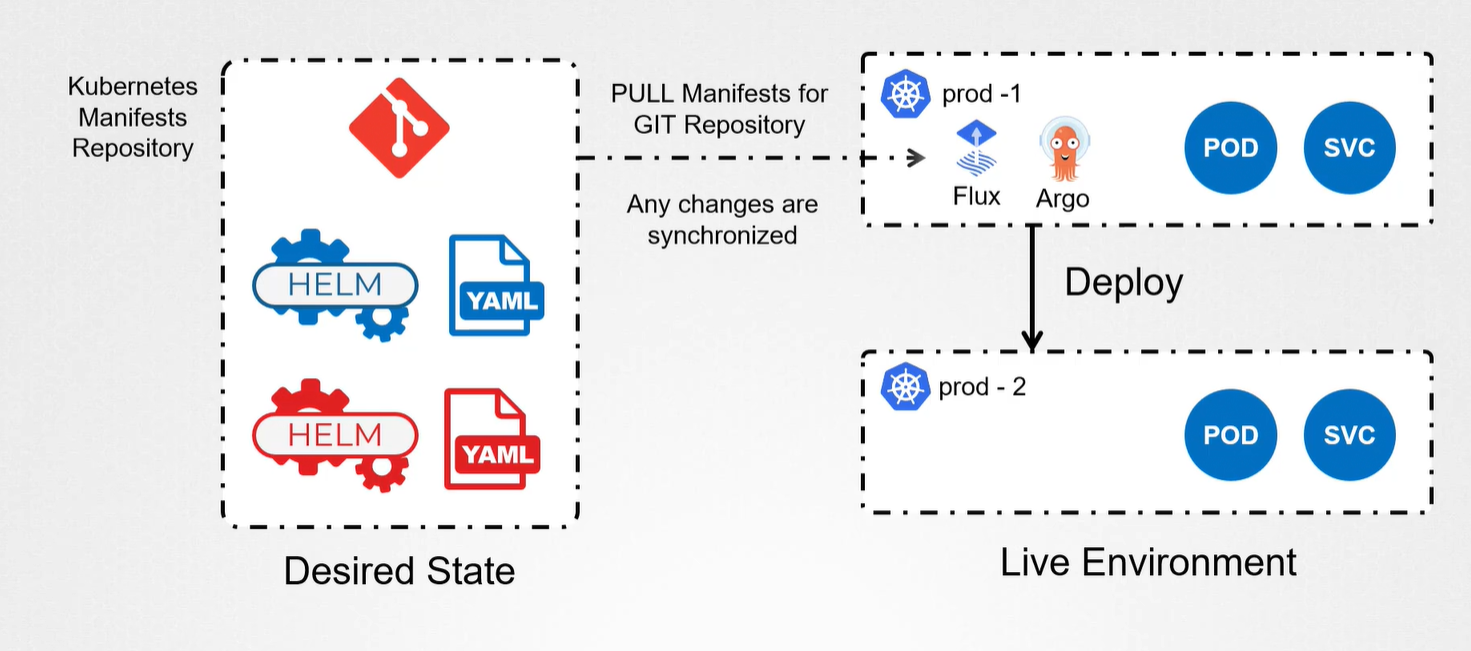 Kubernetes
Manifests
Repository
PULL Manifests for
GIT Repository
Any changes are
synchronized
HELM
YAML
HELM
YAML
Desired State
prod -1
Flux
Argo
POD
SVC
Deploy
prod - 2
POD
SVC
Live Environment